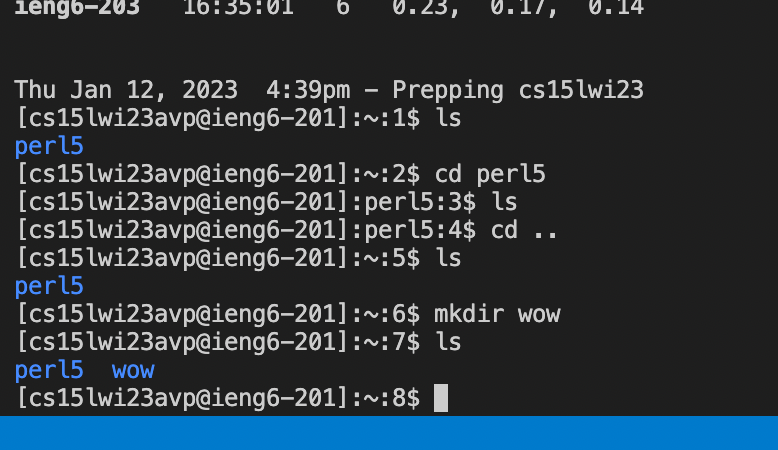 ieng6-203   16:35:01   6   0.23,  0.17,  0.14
Thu Jan 12, 2023  4:39pm - Prepping cs15lwi23
[cs15lwi23avp@ieng6-201]:~:1$ ls
perl5
[cs15lwi23avp@ieng6-201]:~:2$ cd perl5
[cs15lwi23avp@ieng6-201]:perl5:3$ ls
[cs15lwi23avp@ieng6-201]:perl5:4$ cd ..
[cs15lwi23avp@ieng6-201]:~:5$ ls
perl5
[cs15lwi23avp@ieng6-201]:~:6$ mkdir wow
[cs15lwi23avp@ieng6-201]:~:7$ ls
perl5  wow
[cs15lwi23avp@ieng6-201]:~:8$